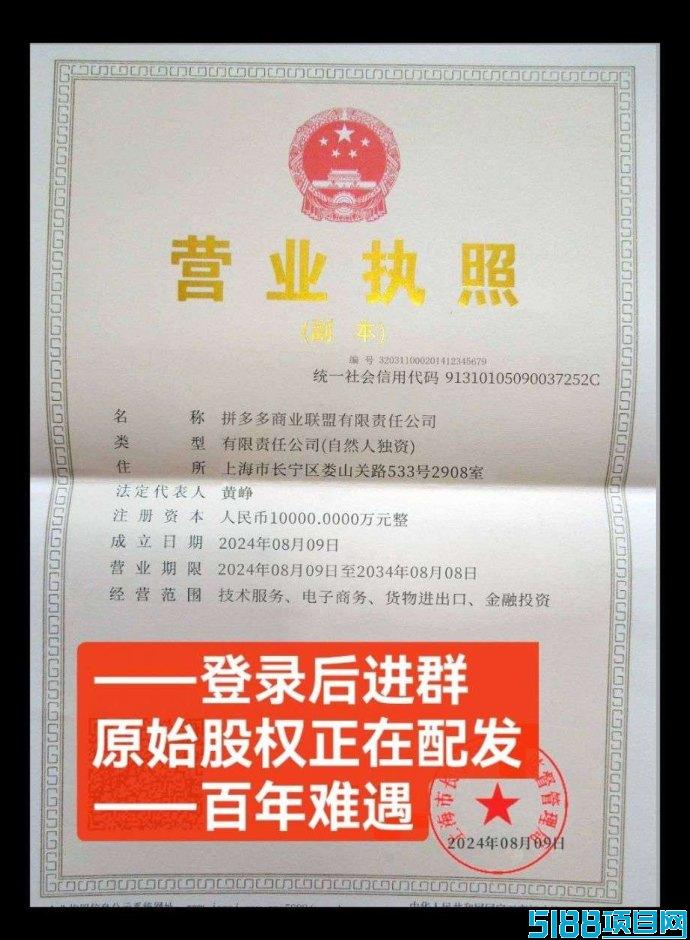 营业执照
(副 本)
编 号 320311000201412345679
统一社会信用代码 91310105090037252C
名 称 拼多多商业联盟有限责任公司
类 型 有限责任公司(自然人独资)
住 所 上海市长宁区娄山关路533号2908室
法定代表人 黄峥
注册资本 人民币10000.0000万元整
成立日期 2024年08月09日
营业期限 2024年08月09日至2034年08月08日
经营范围 技术服务、电子商务、货物进出口、金融投资
——登录后进群
原始股权正在配发
——百年难遇
上海市长
督管理局
2024年08月09日
5188项目网